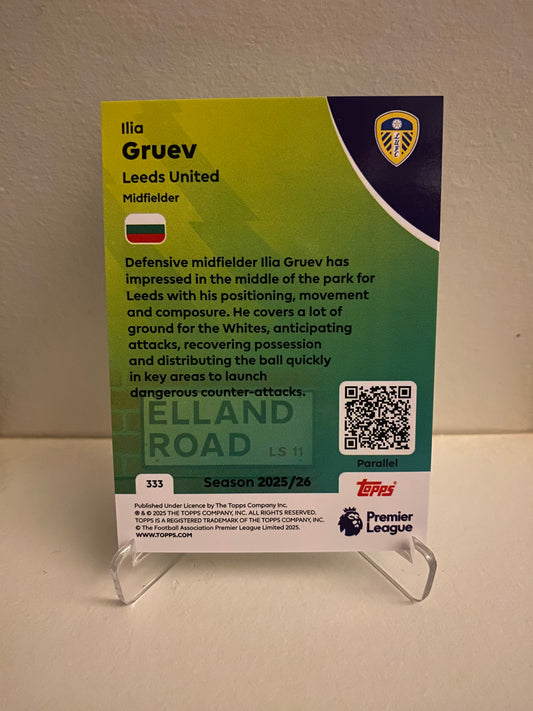 Ilia
Gruev
Leeds United
Midfielder
LUFC
Defensive midfielder Ilia Gruev has
impressed in the middle of the park for
Leeds with his positioning, movement
and composure. He covers a lot of
ground for the Whites, anticipating
attacks, recovering possession
and distributing the ball quickly
in key areas to launch
dangerous counter-attacks.
ELLAND
ROAD LS 11
Parallel
333
Season 2025/26
topps
Published Under Licence by The Topps Company Inc.
® & © 2025 THE TOPPS COMPANY, INC. ALL RIGHTS RESERVED.
TOPPS IS A REGISTERED TRADEMARK OF THE TOPPS COMPANY, INC.
© The Football Association Premier League Limited 2025.
WWW.TOPPS.COM
Premier
League